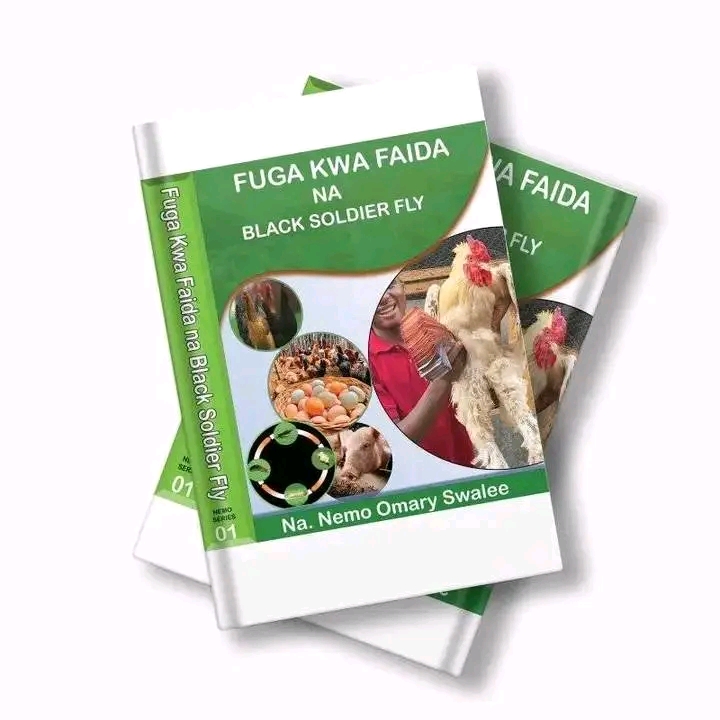 FUGA KWA FAIDA
NA
BLACK SOLDIER FLY
Na. Nemo Omary Swalee
Fuga Kwa Faida na Black Soldier Fly
NEMO
SERIES
01
A FAIDA
FLY
01